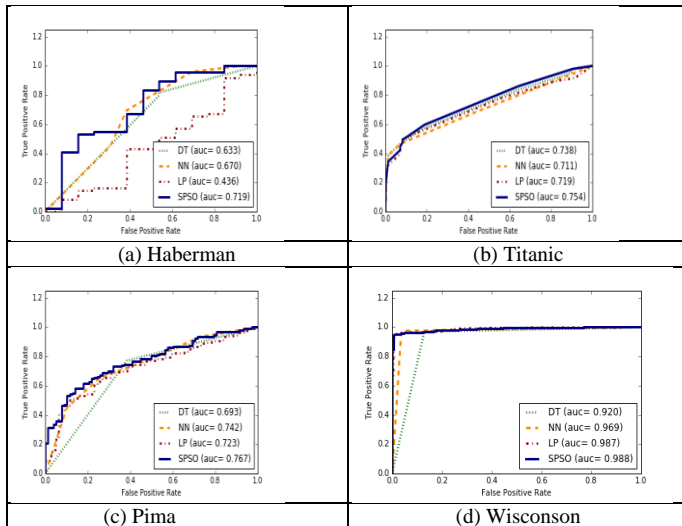 1.2
1.0
0.8
0.6
0.4
0.2
0.0
True Positive Rate
DT (auc= 0.633)
NN (auc= 0.670)
LP (auc= 0.436)
SPSO (auc= 0.719)
0.0 0.2 0.4 0.6 0.8 1.0
False Positive Rate
(a) Haberman
1.2
1.0
0.8
0.6
0.4
0.2
0.0
True Positive Rate
DT (auc= 0.738)
NN (auc= 0.711)
LP (auc= 0.719)
SPSO (auc= 0.754)
0.0 0.2 0.4 0.6 0.8 1.0
False Positive Rate
(b) Titanic
1.2
1.0
0.8
0.6
0.4
0.2
0.0
True Positive Rate
DT (auc= 0.693)
NN (auc= 0.742)
LP (auc= 0.723)
SPSO (auc= 0.767)
0.0 0.2 0.4 0.6 0.8 1.0
False Positive Rate
(c) Pima
1.2
1.0
0.8
0.6
0.4
0.2
0.0
True Positive Rate
DT (auc= 0.920)
NN (auc= 0.969)
LP (auc= 0.987)
SPSO (auc= 0.988)
0.0 0.2 0.4 0.6 0.8 1.0
False Positive Rate
(d) Wisconson